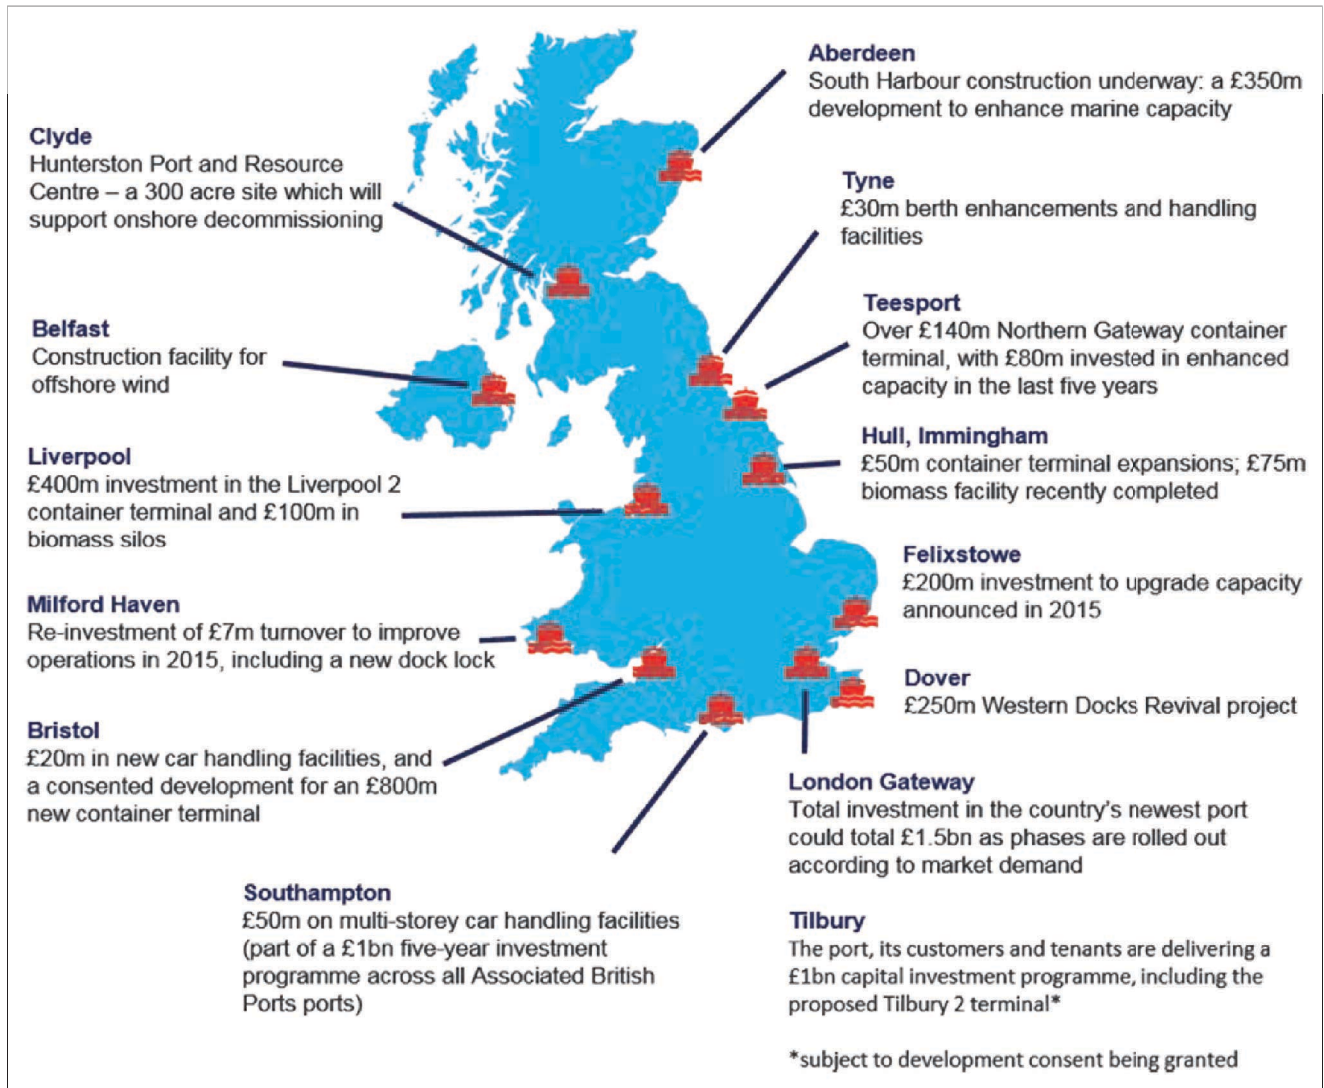 Aberdeen
South Harbour construction underway: a £350m
development to enhance marine capacity
Clyde
Hunterston Port and Resource
Centre – a 300 acre site which will
support onshore decommissioning
Tyne
£30m berth enhancements and handling
facilities
Teesport
Over £140m Northern Gateway container
terminal, with £80m invested in enhanced
capacity in the last five years
Belfast
Construction facility for
offshore wind
Hull, Immingham
£50m container terminal expansions; £75m
biomass facility recently completed
Liverpool
£400m investment in the Liverpool 2
container terminal and £100m in
biomass silos
Felixstowe
£200m investment to upgrade capacity
announced in 2015
Milford Haven
Re-investment of £7m turnover to improve
operations in 2015, including a new dock lock
Dover
£250m Western Docks Revival project
Bristol
£20m in new car handling facilities, and
a consented development for an £800m
new container terminal
London Gateway
Total investment in the country's newest port
could total £1.5bn as phases are rolled out
according to market demand
Southampton
£50m on multi-storey car handling facilities
(part of a £1bn five-year investment
programme across all Associated British
Ports ports)
Tilbury
The port, its customers and tenants are delivering a
£1bn capital investment programme, including the
proposed Tilbury 2 terminal*
*subject to development consent being granted